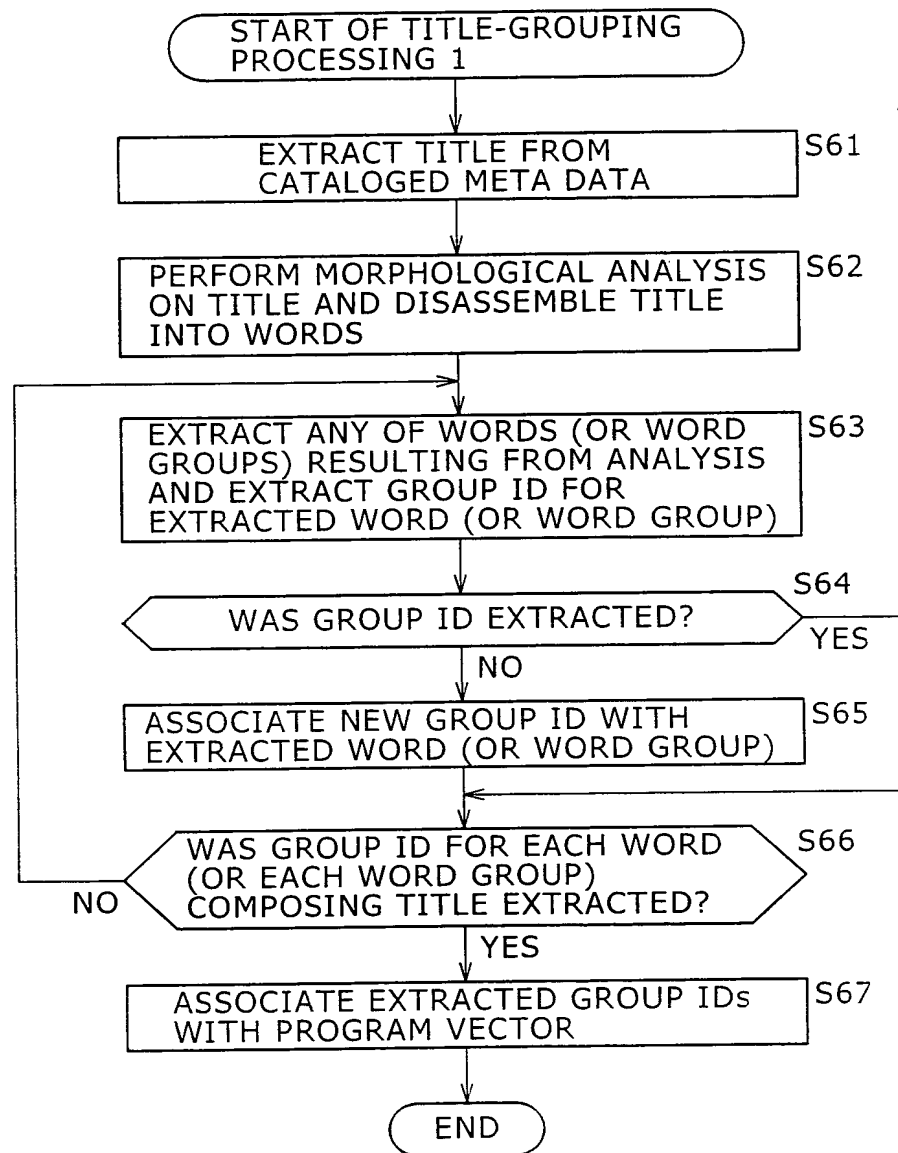 START OF TITLE-GROUPING
PROCESSING 1
EXTRACT TITLE FROM
CATALOGED META DATA
S61
PERFORM MORPHOLOGICAL ANALYSIS
ON TITLE AND DISASSEMBLE TITLE
INTO WORDS
S62
EXTRACT ANY OF WORDS (OR WORD
GROUPS) RESULTING FROM ANALYSIS
AND EXTRACT GROUP ID FOR
EXTRACTED WORD (OR WORD GROUP)
S63
S64
WAS GROUP ID EXTRACTED?
YES
NO
ASSOCIATE NEW GROUP ID WITH
EXTRACTED WORD (OR WORD GROUP)
S65
WAS GROUP ID FOR EACH WORD
(OR EACH WORD GROUP)
COMPOSING TITLE EXTRACTED?
S66
NO
YES
ASSOCIATE EXTRACTED GROUP IDs
WITH PROGRAM VECTOR
S67
END